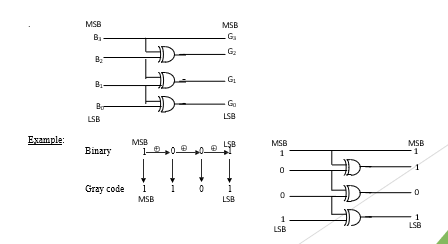 MSB MSB
B3 G3
B2 G2
B1 G1
B0 G0
LSB LSB
Example:
MSB LSB
Binary 1 ⊕ 0 ⊕ 0 ⊕ 1
Gray code 1 1 0 1
MSB LSB
MSB MSB
1 1
0 1
0 0
1 1
LSB LSB